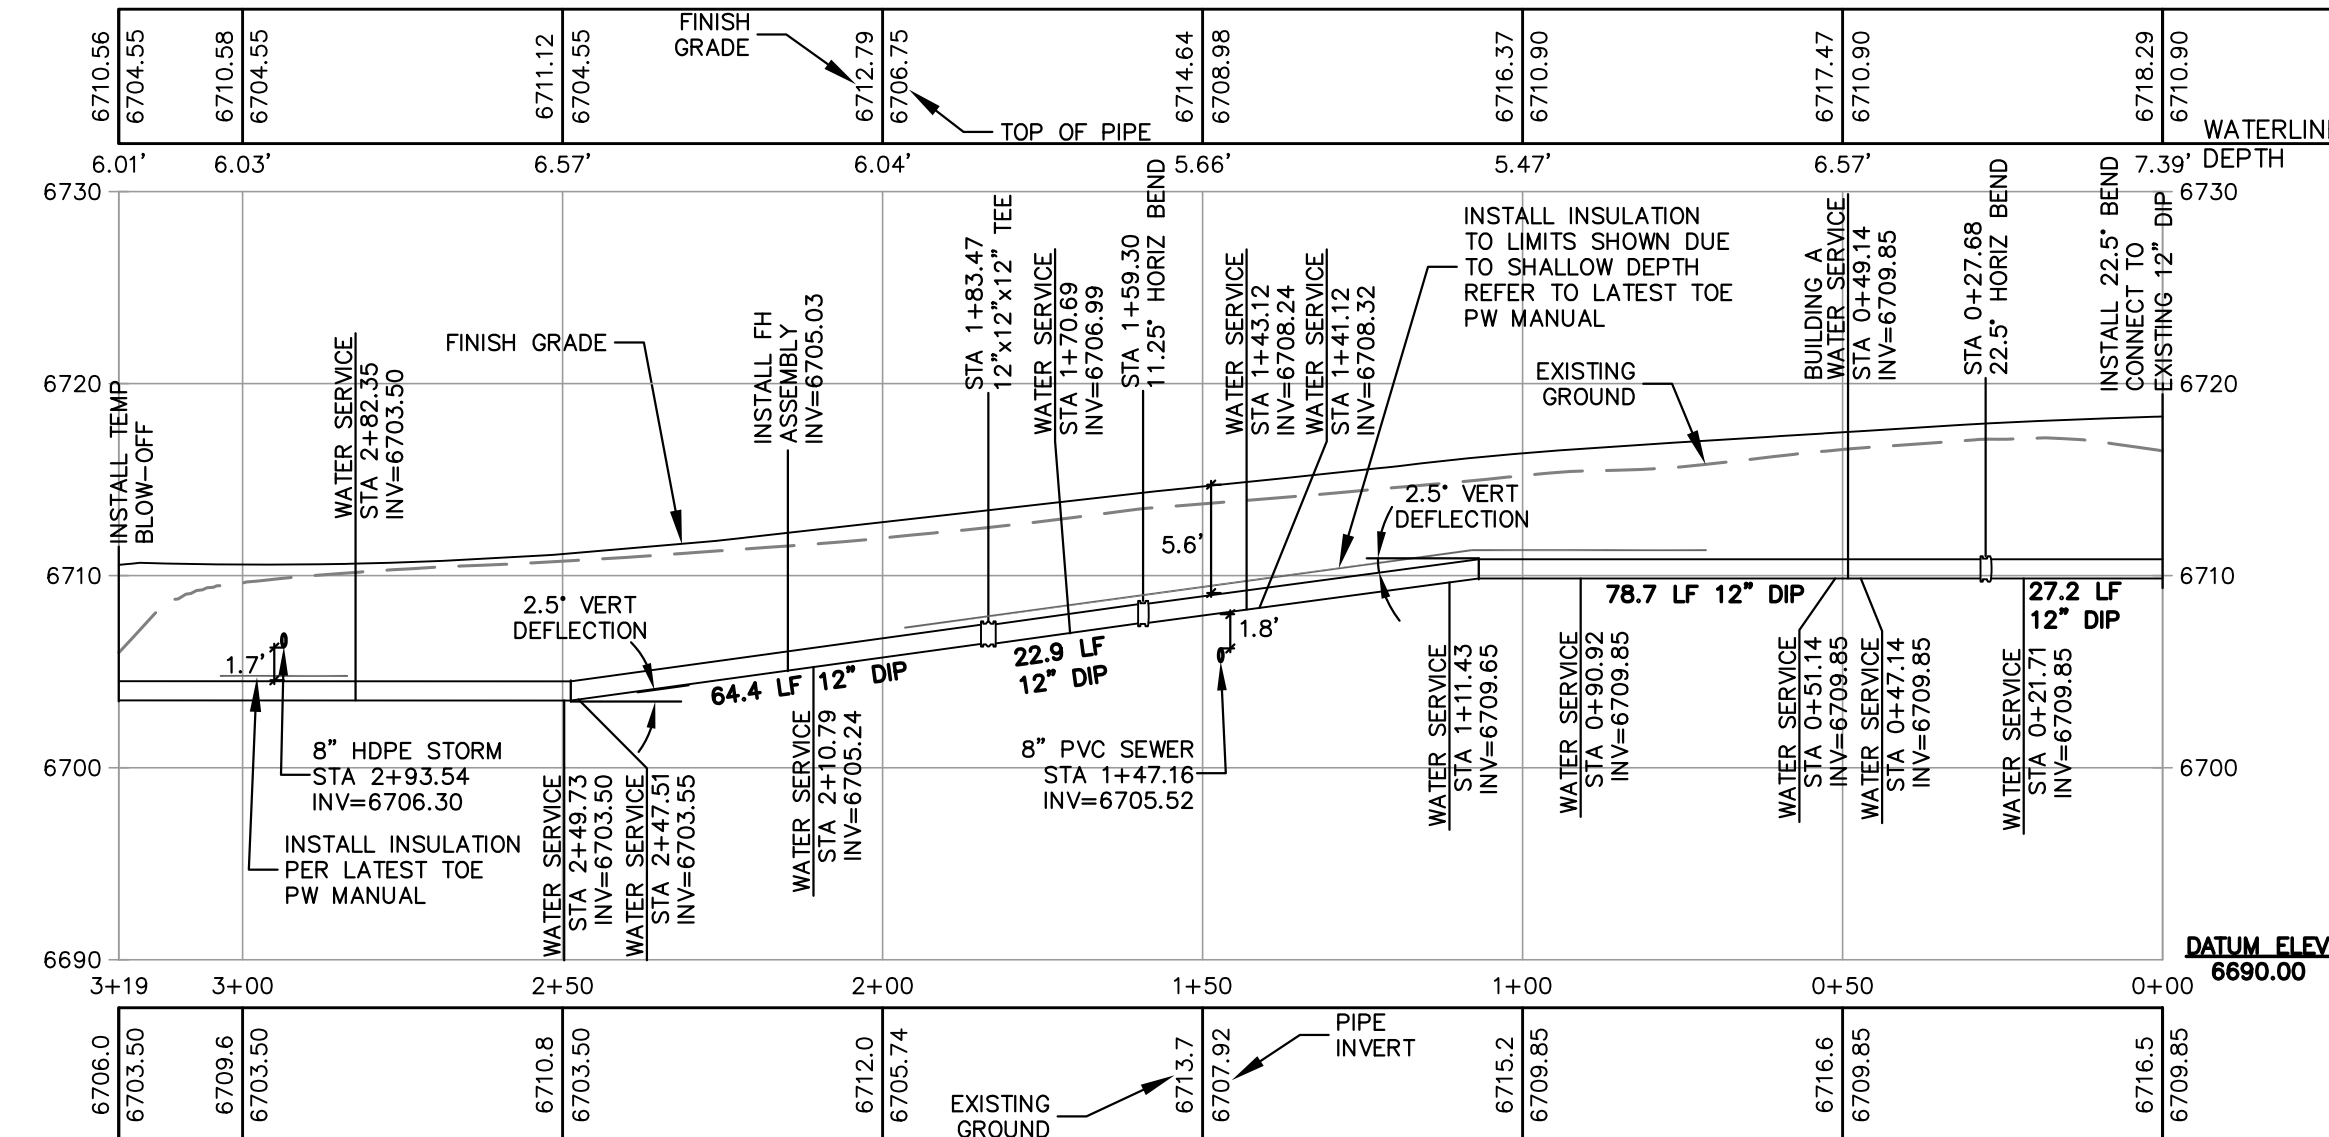 6710.56
6704.55
6710.58
6704.55
6711.12
6704.55
FINISH
GRADE
6712.79
6706.75
TOP OF PIPE
6714.64
6708.98
6716.37
6710.90
6717.47
6710.90
6718.29
6710.90
WATERLIN
DEPTH
6.01'
6.03'
6.57'
6.04'
5.66'
5.47'
6.57'
7.39'
6730
6730
6720
6720
6710
6710
6700
6700
6690
INSTALL TEMP
BLOW-OFF
WATER SERVICE
STA 2+82.35
INV=6703.50
FINISH GRADE
INSTALL FH
ASSEMBLY
INV=6705.03
STA 1+83.47
12"x12"x12" TEE
WATER SERVICE
STA 1+70.69
INV=6706.99
STA 1+59.30
11.25° HORIZ BEND
WATER SERVICE
STA 1+43.12
INV=6708.24
WATER SERVICE
STA 1+41.12
INV=6708.32
INSTALL INSULATION
TO LIMITS SHOWN DUE
TO SHALLOW DEPTH
REFER TO LATEST TOE
PW MANUAL
EXISTING
GROUND
BUILDING A
WATER SERVICE
STA 0+49.14
INV=6709.85
STA 0+27.68
22.5° HORIZ BEND
INSTALL 22.5° BEND
CONNECT TO
EXISTING 12" DIP
2.5° VERT
DEFLECTION
5.6'
2.5° VERT
DEFLECTION
1.7'
1.8'
64.4 LF 12" DIP
22.9 LF
12" DIP
78.7 LF 12" DIP
27.2 LF
12" DIP
8" HDPE STORM
STA 2+93.54
INV=6706.30
INSTALL INSULATION
PER LATEST TOE
PW MANUAL
WATER SERVICE
STA 2+49.73
INV=6703.50
WATER SERVICE
STA 2+47.51
INV=6703.55
WATER SERVICE
STA 2+10.79
INV=6705.24
8" PVC SEWER
STA 1+47.16
INV=6705.52
WATER SERVICE
STA 1+11.43
INV=6709.65
WATER SERVICE
STA 0+90.92
INV=6709.85
WATER SERVICE
STA 0+51.14
INV=6709.85
WATER SERVICE
STA 0+47.14
INV=6709.85
WATER SERVICE
STA 0+21.71
INV=6709.85
DATUM ELEV
6690.00
3+19
3+00
2+50
2+00
1+50
1+00
0+50
0+00
6706.0
6703.50
6709.6
6703.50
6710.8
6703.50
6712.0
6705.74
EXISTING
GROUND
6713.7
6707.92
PIPE
INVERT
6715.2
6709.85
6716.6
6709.85
6716.5
6709.85